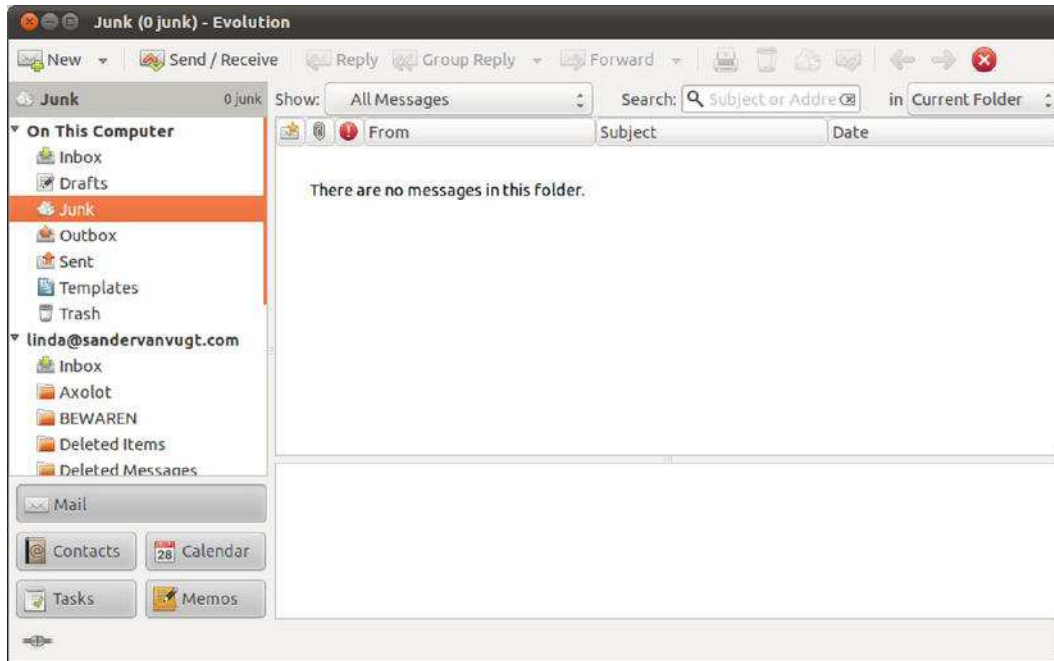 Junk (0 junk) - Evolution
New Send / Receive Reply Group Reply Forward
Junk 0 junk Show: All Messages Search: Subject or Addre in Current Folder
On This Computer
From Subject Date
Inbox
Drafts
There are no messages in this folder.
Junk
Outbox
Sent
Templates
Trash
linda@sandervanvugt.com
Inbox
Axolot
BEWAREN
Deleted Items
Deleted Messages
Mail
Contacts 28 Calendar
Tasks Memos